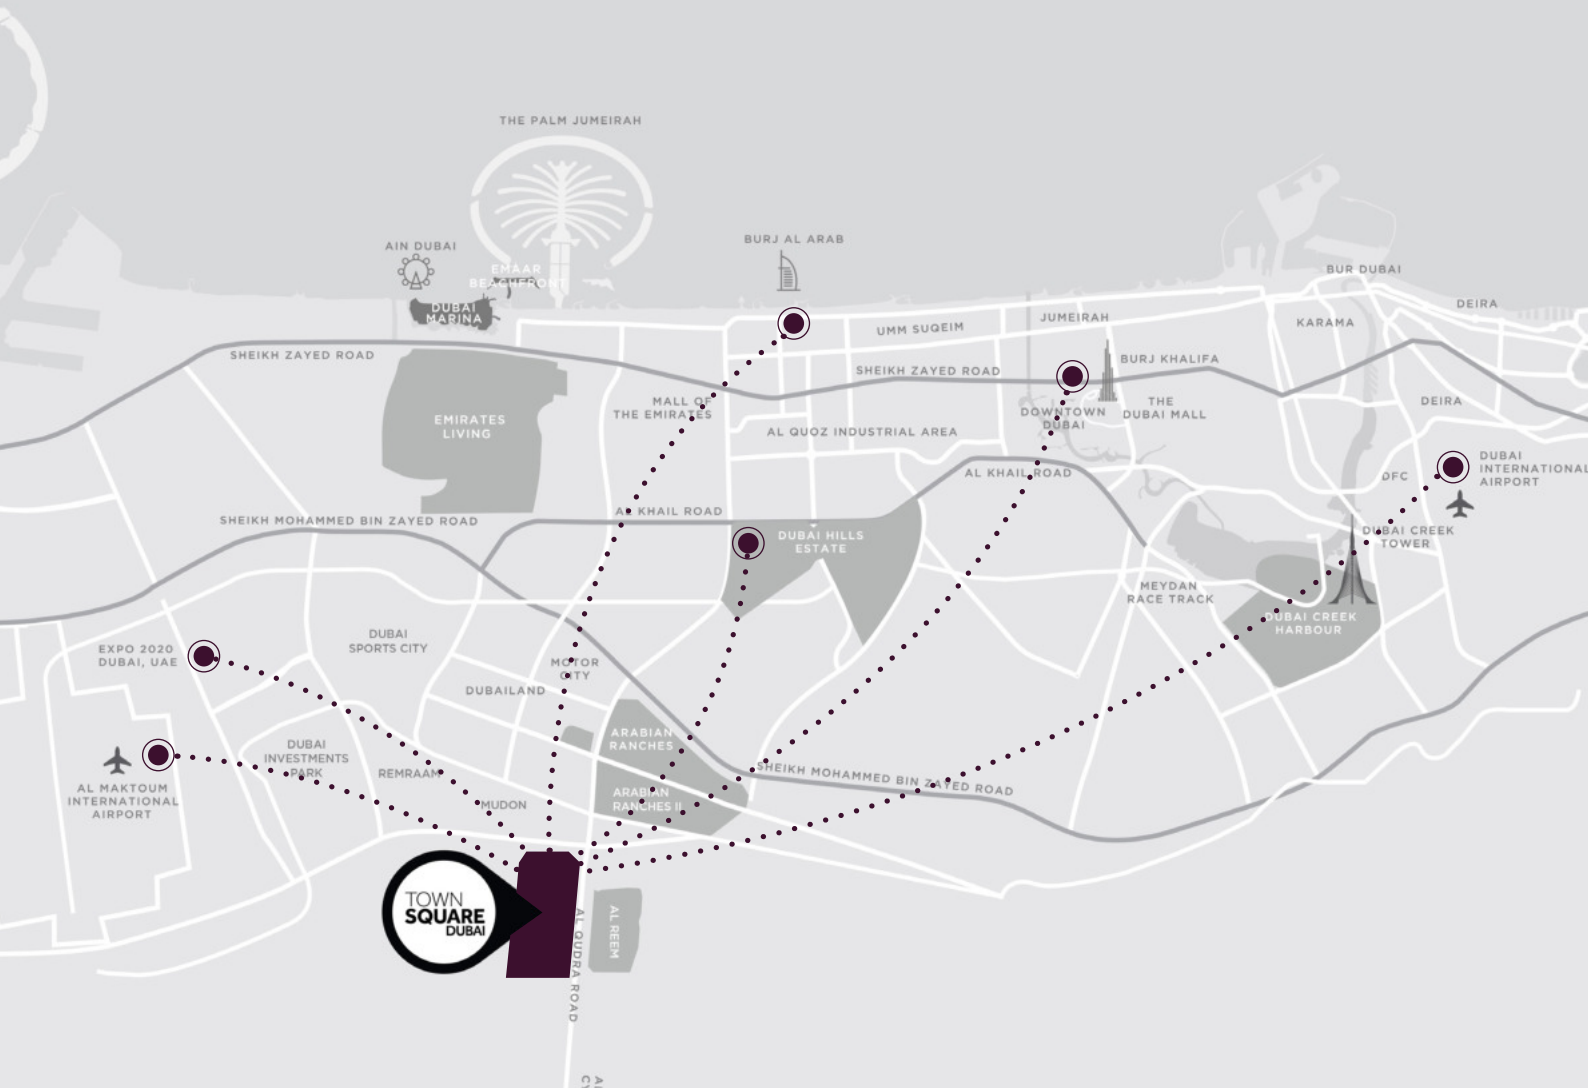 THE PALM JUMEIRAH
AIN DUBAI
BURJ AL ARAB
EMAAR
BEACHFRONT
BUR DUBAI
DUBAI
MARINA
DEIRA
UMM SUQEIM
JUMEIRAH
KARAMA
SHEIKH ZAYED ROAD
SHEIKH ZAYED ROAD
BURJ KHALIFA
MALL OF
THE EMIRATES
DOWNTOWN
DUBAI
THE
DUBAI MALL
DEIRA
EMIRATES
LIVING
AL QUOZ INDUSTRIAL AREA
DUBAI
INTERNATIONAL
AIRPORT
AL KHAIL ROAD
DFC
SHEIKH MOHAMMED BIN ZAYED ROAD
AL KHAIL ROAD
DUBAI HILLS
ESTATE
DUBAI CREEK
TOWER
MEYDAN
RACE TRACK
DUBAI CREEK
HARBOUR
EXPO 2020
DUBAI, UAE
DUBAI
SPORTS CITY
MOTOR
CITY
DUBAILAND
ARABIAN
RANCHES
DUBAI
INVESTMENTS
PARK
REMRAAM
SHEIKH MOHAMMED BIN ZAYED ROAD
AL MAKTOUM
INTERNATIONAL
AIRPORT
MUDON
ARABIAN
RANCHES II
TOWN
SQUARE
DUBAI
AL QUDRA ROAD
AL REEM